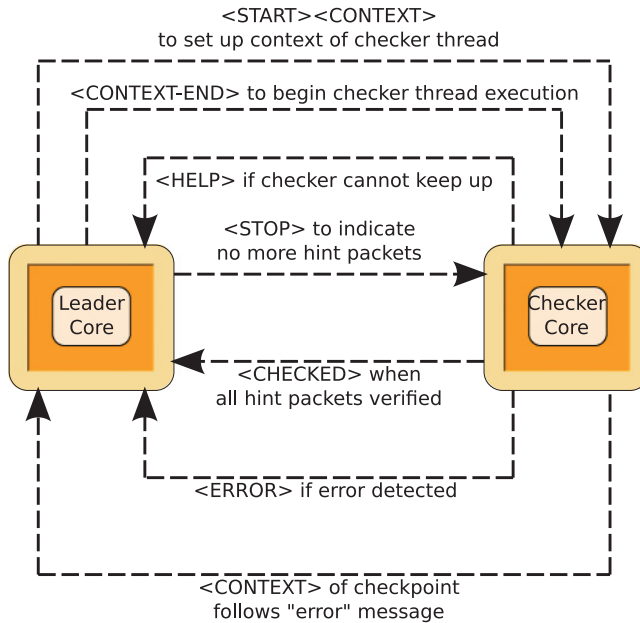 <START><CONTEXT>
to set up context of checker thread
<CONTEXT-END> to begin checker thread execution
<HELP> if checker cannot keep up
<STOP> to indicate
no more hint packets
Leader
Core
Checker
Core
<CHECKED> when
all hint packets verified
<ERROR> if error detected
<CONTEXT> of checkpoint
follows "error" message